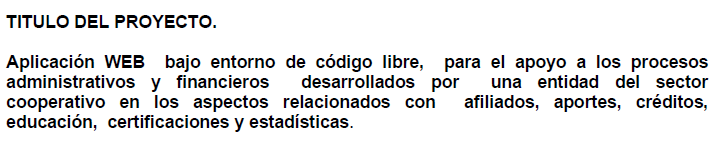 TITULO DEL PROYECTO.
Aplicación WEB bajo entorno de código libre, para el apoyo a los procesos
administrativos y financieros desarrollados por una entidad del sector
cooperativo en los aspectos relacionados con afiliados, aportes, créditos,
educación, certificaciones y estadísticas.